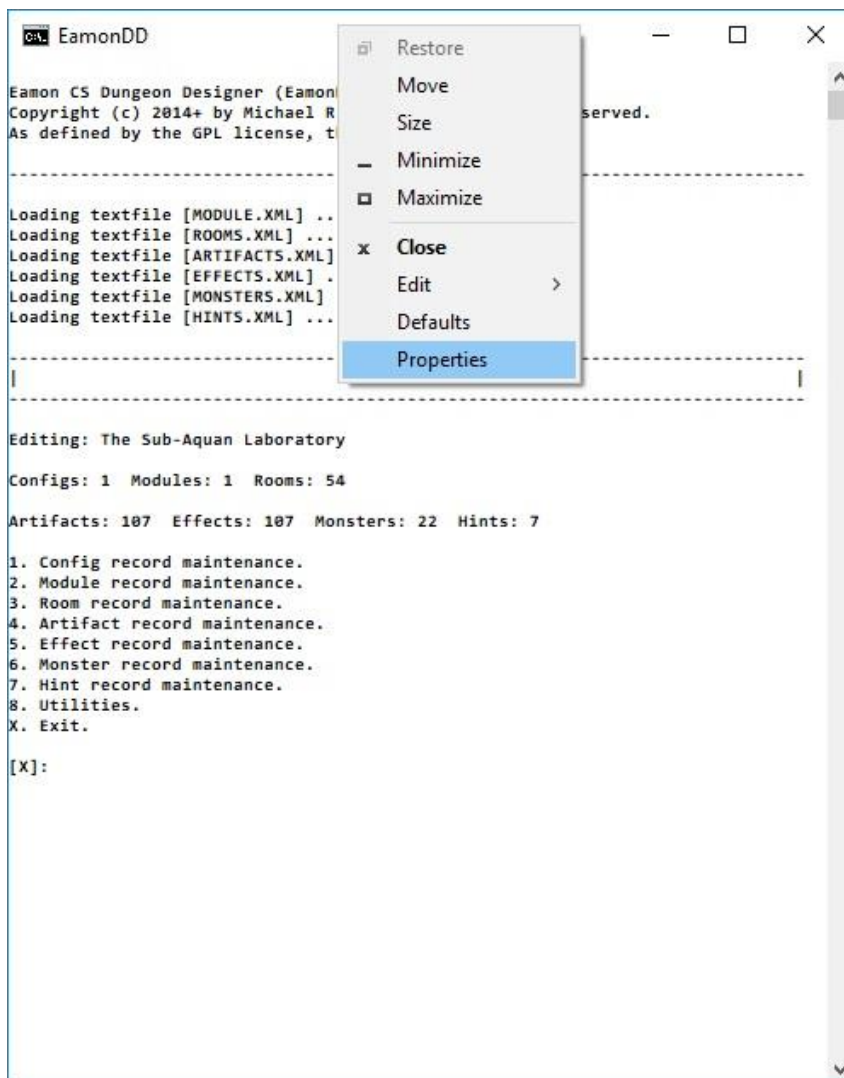 EamonDD
Restore
Move
Size
Minimize
Maximize
Close
Edit
Defaults
Properties
Eamon CS Dungeon Designer (Eamon
Copyright (c) 2014+ by Michael R served.
As defined by the GPL license, t
Loading textfile [MODULE.XML] ..
Loading textfile [ROOMS.XML] ...
Loading textfile [ARTIFACTS.XML]
Loading textfile [EFFECTS.XML] .
Loading textfile [MONSTERS.XML]
Loading textfile [HINTS.XML] ...
Editing: The Sub-Aquan Laboratory
Configs: 1  Modules: 1  Rooms: 54
Artifacts: 107  Effects: 107  Monsters: 22  Hints: 7
1. Config record maintenance.
2. Module record maintenance.
3. Room record maintenance.
4. Artifact record maintenance.
5. Effect record maintenance.
6. Monster record maintenance.
7. Hint record maintenance.
8. Utilities.
X. Exit.
[X]: